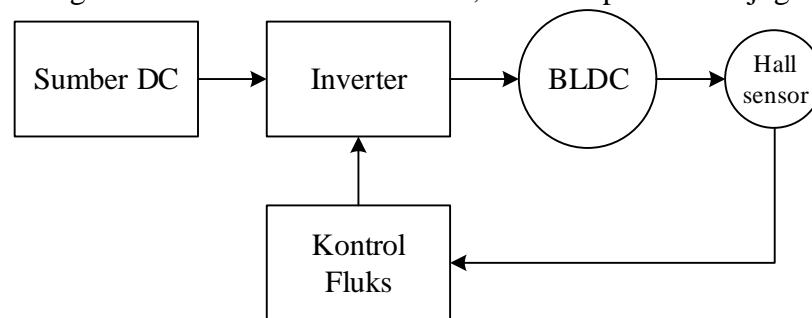 Sumber DC
Inverter
BLDC
Hall
sensor
Kontrol
Fluks